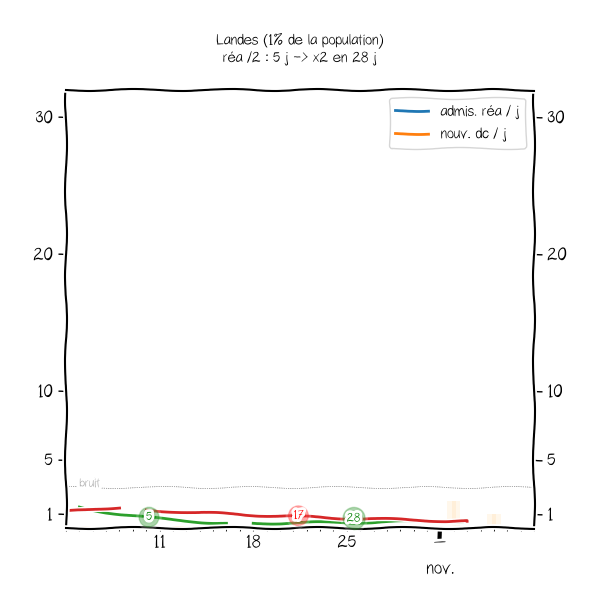 Landes (1% de la population)
réa /2 : 5 j -> x2 en 28 j
admis. réa / j
nouv. dc / j
30
30
20
20
10
10
5
5
bruit
1
1
5
17
28
11
18
25
1
nov.